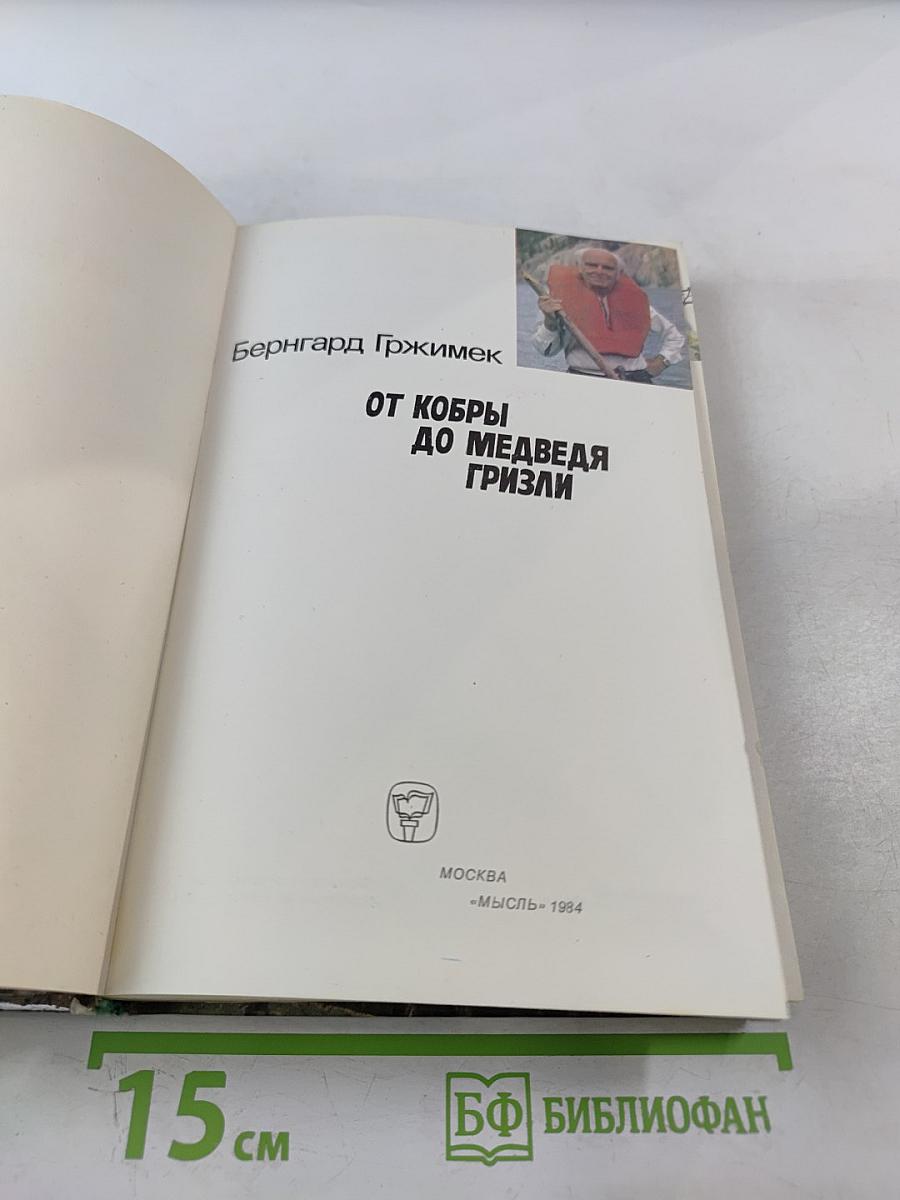 Бернгард Гржимек
ОТ КОБРЫ
ДО МЕДВЕДЯ
ГРИЗЛИ
МОСКВА
«МЫСЛЬ» 1984
15 см
БФ БИБЛИОФАН